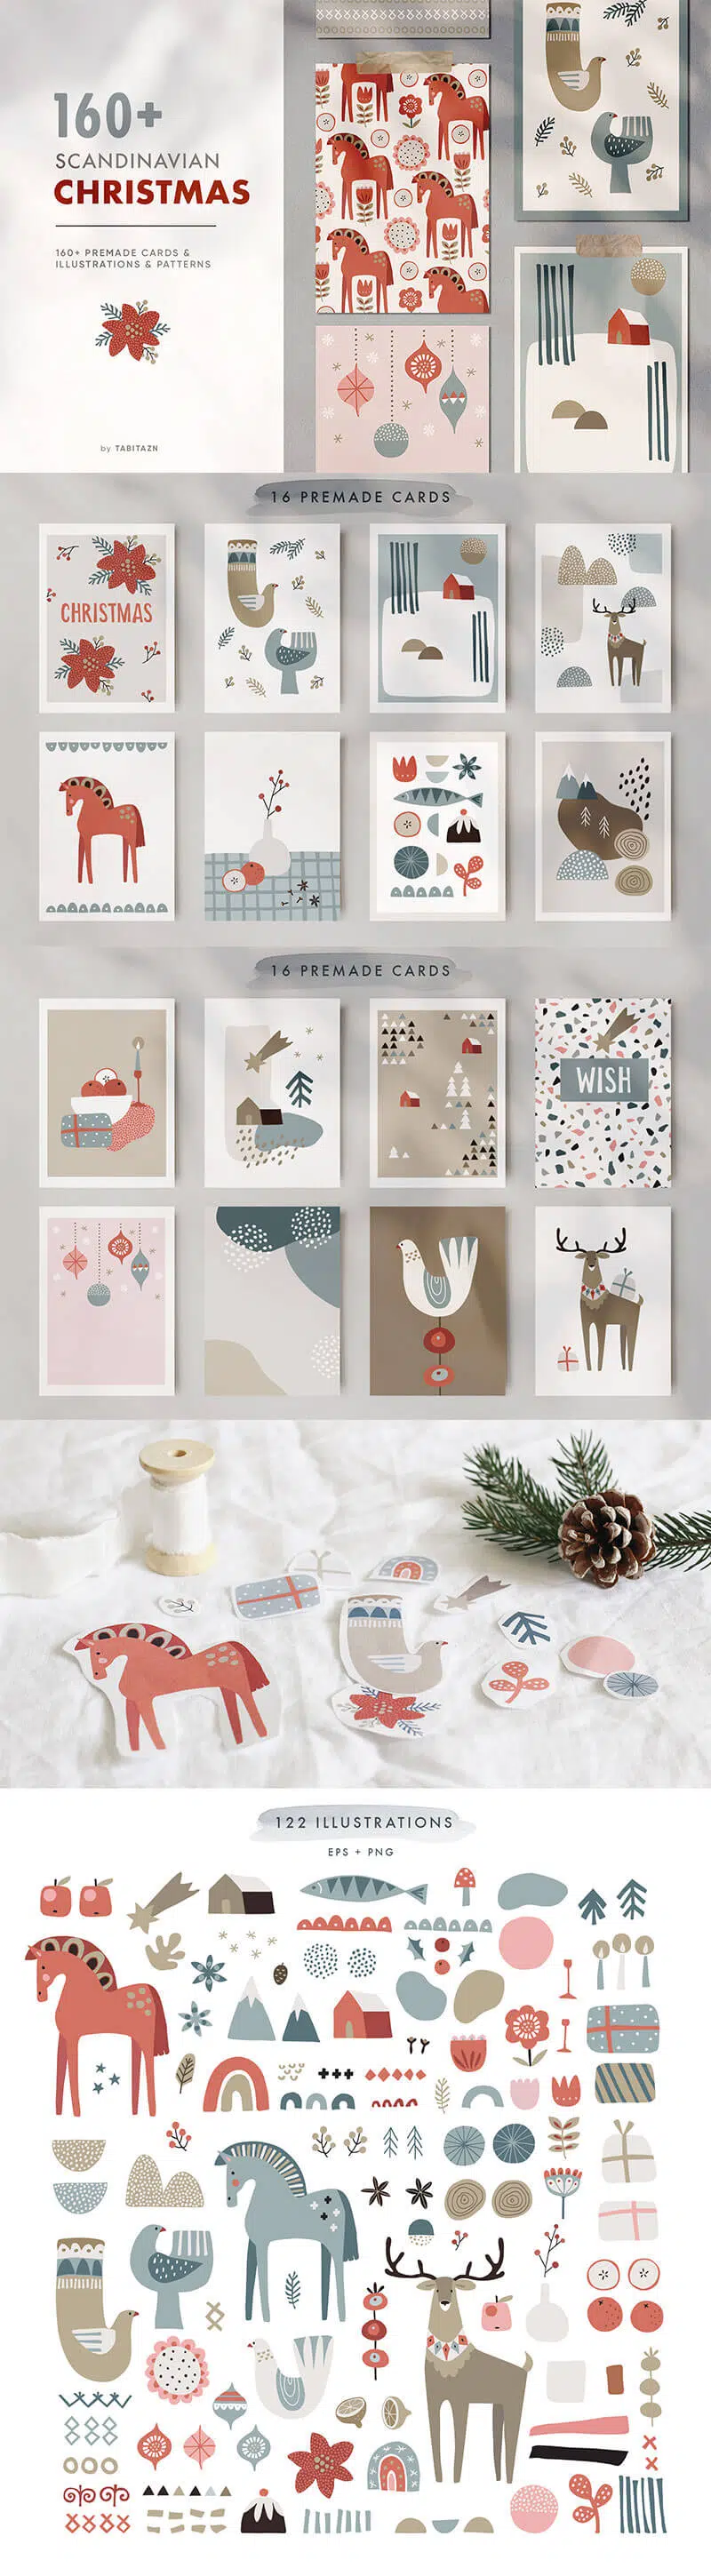 160+
SCANDINAVIAN
CHRISTMAS
160+ PREMADE CARDS &
ILLUSTRATIONS & PATTERNS
by TABITAZN
16 PREMADE CARDS
CHRISTMAS
16 PREMADE CARDS
WISH
122 ILLUSTRATIONS
EPS + PNG